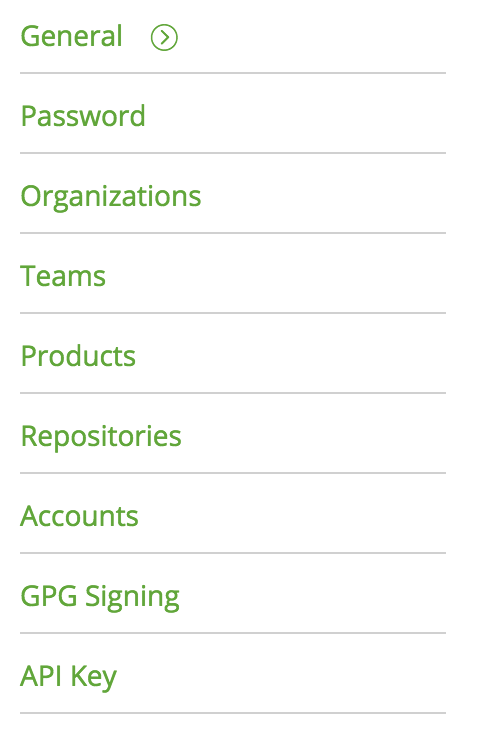 General
Password
Organizations
Teams
Products
Repositories
Accounts
GPG Signing
API Key